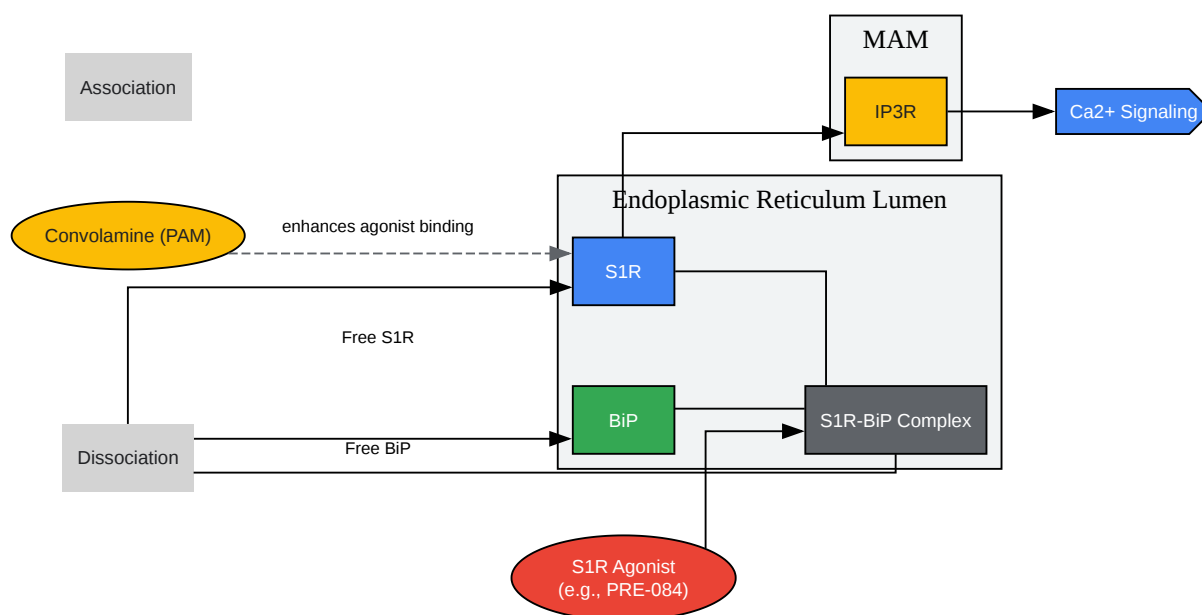 MAM
Association
IP3R
Ca2+ Signaling
Endoplasmic Reticulum Lumen
Convolamine (PAM)
enhances agonist binding
S1R
Free S1R
BiP
S1R-BiP Complex
Free BiP
Dissociation
S1R Agonist
(e.g., PRE-084)